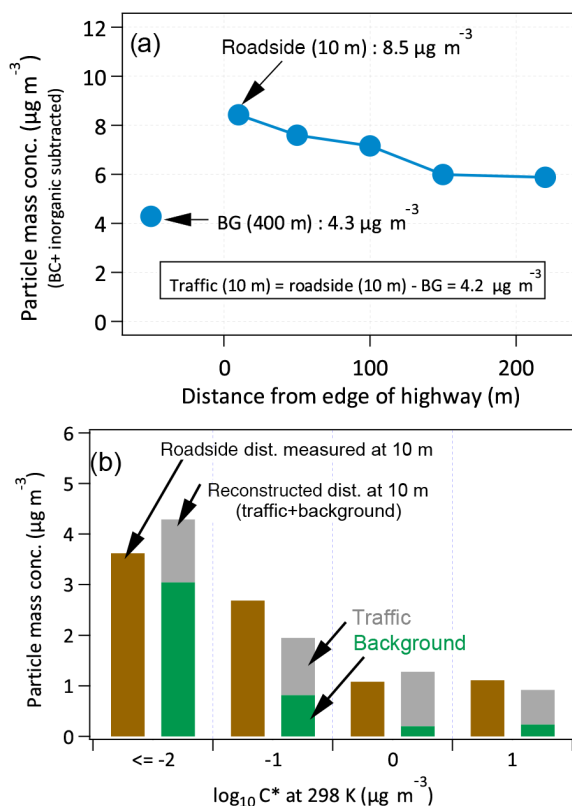 (a)
Roadside (10 m) : 8.5 µg m⁻³
BG (400 m) : 4.3 µg m⁻³
Traffic (10 m) = roadside (10 m) - BG = 4.2 µg m⁻³
Particle mass conc. (µg m⁻³)
(BC+ inorganic subtracted)
12
10
8
6
4
2
0
0
100
200
Distance from edge of highway (m)
(b)
Roadside dist. measured at 10 m
Reconstructed dist. at 10 m
(traffic+background)
Traffic
Background
Particle mass conc. (µg m⁻³)
6
5
4
3
2
1
0
<= -2
-1
0
1
log₁₀ C* at 298 K (µg m⁻³)